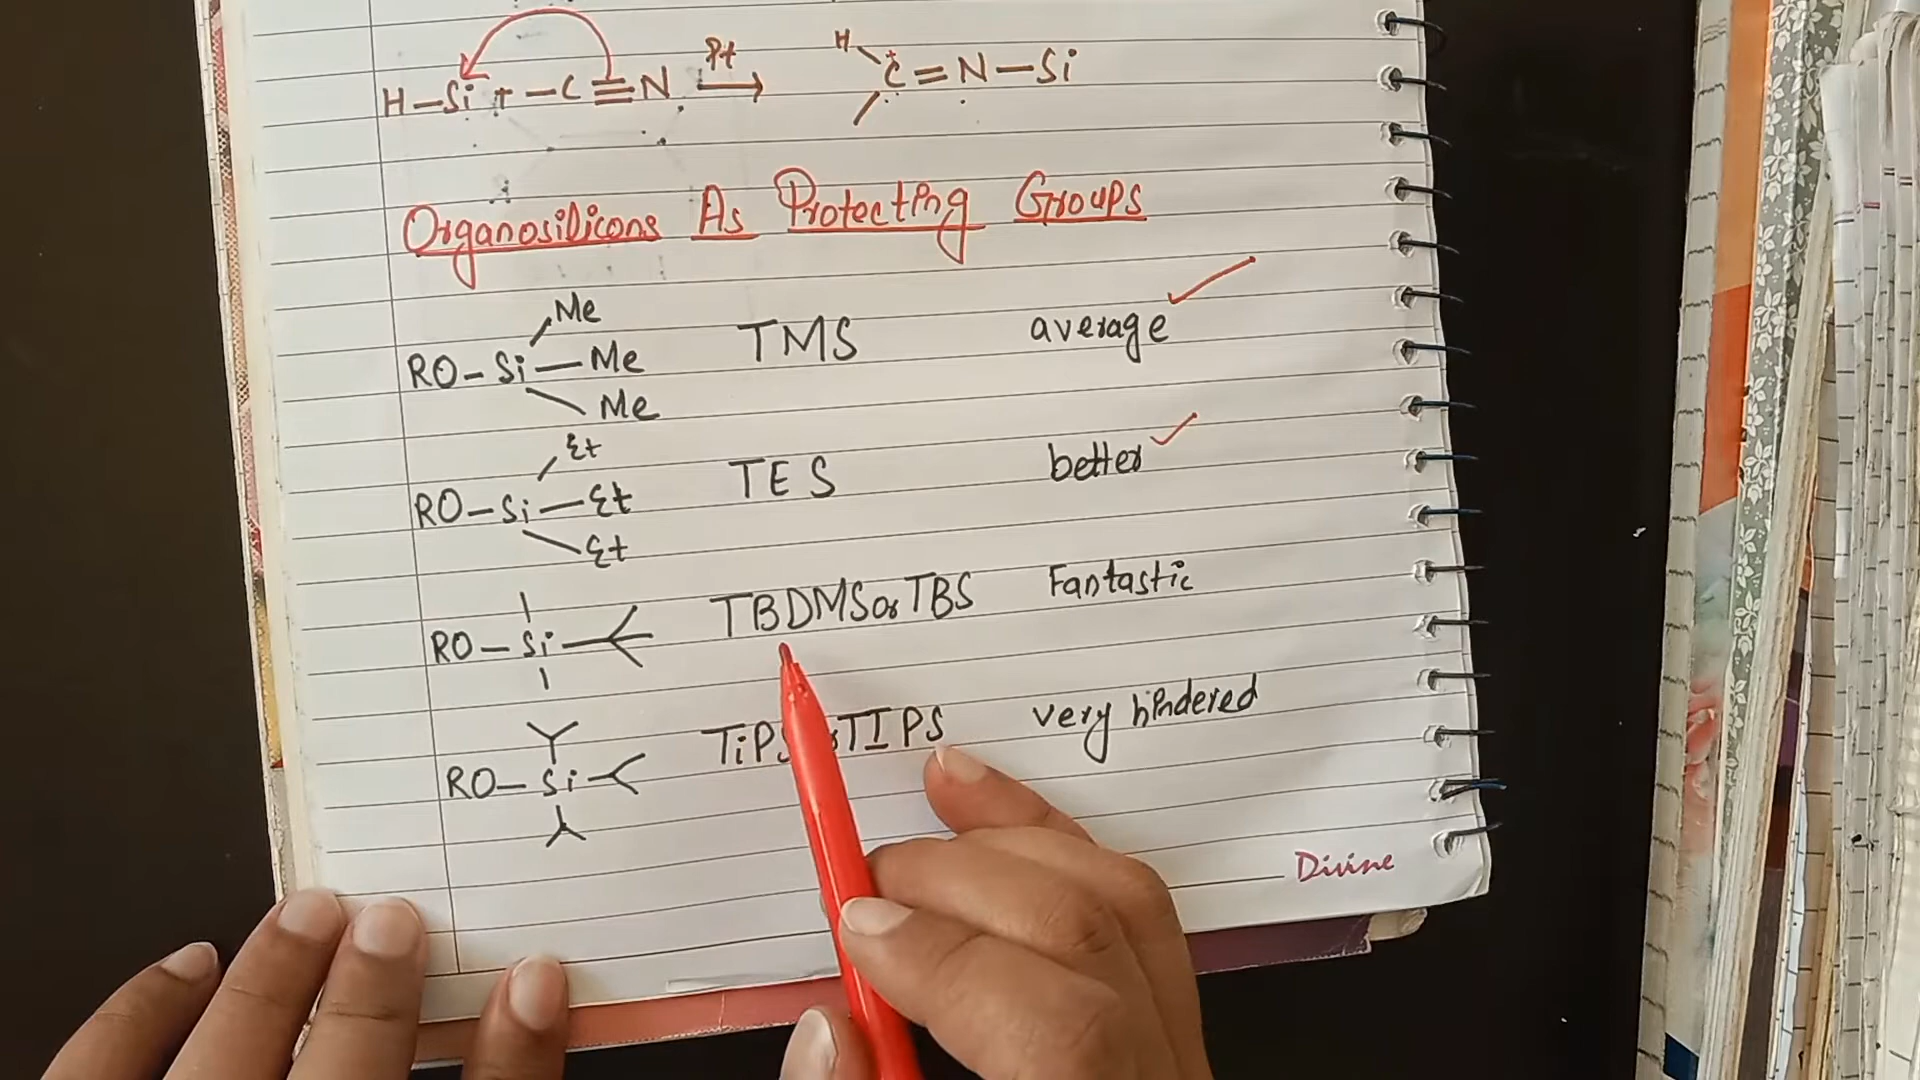 H-Si + -C≡N Pt → H C=N-Si
Organosilicons As Protecting Groups
Me
RO-Si-Me TMS average
Me
Et
RO-Si-Et TES better
Et
RO-Si TBDMS or TBS Fantastic
RO-Si TiPS TIPS very hindered
Divine